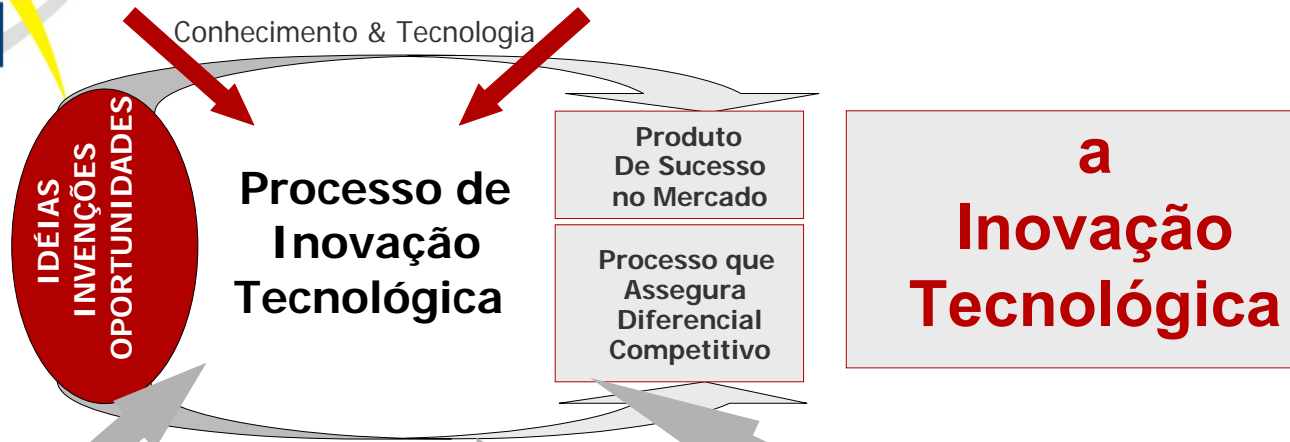 Conhecimento & Tecnologia
IDÉIAS
INVENÇÕES
OPORTUNIDADES
Processo de
Inovação
Tecnológica
Produto
De Sucesso
no Mercado
Processo que
Assegura
Diferencial
Competitivo
a
Inovação
Tecnológica